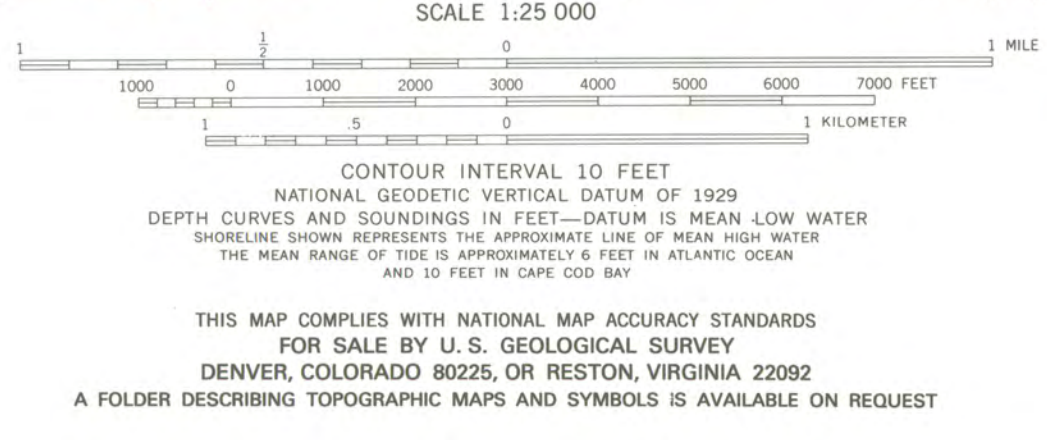 SCALE 1:25 000
1 1/2 0 1 MILE
1000 0 1000 2000 3000 4000 5000 6000 7000 FEET
1 .5 0 1 KILOMETER
CONTOUR INTERVAL 10 FEET
NATIONAL GEODETIC VERTICAL DATUM OF 1929
DEPTH CURVES AND SOUNDINGS IN FEET—DATUM IS MEAN LOW WATER
SHORELINE SHOWN REPRESENTS THE APPROXIMATE LINE OF MEAN HIGH WATER
THE MEAN RANGE OF TIDE IS APPROXIMATELY 6 FEET IN ATLANTIC OCEAN
AND 10 FEET IN CAPE COD BAY
THIS MAP COMPLIES WITH NATIONAL MAP ACCURACY STANDARDS
FOR SALE BY U. S. GEOLOGICAL SURVEY
DENVER, COLORADO 80225, OR RESTON, VIRGINIA 22092
A FOLDER DESCRIBING TOPOGRAPHIC MAPS AND SYMBOLS IS AVAILABLE ON REQUEST